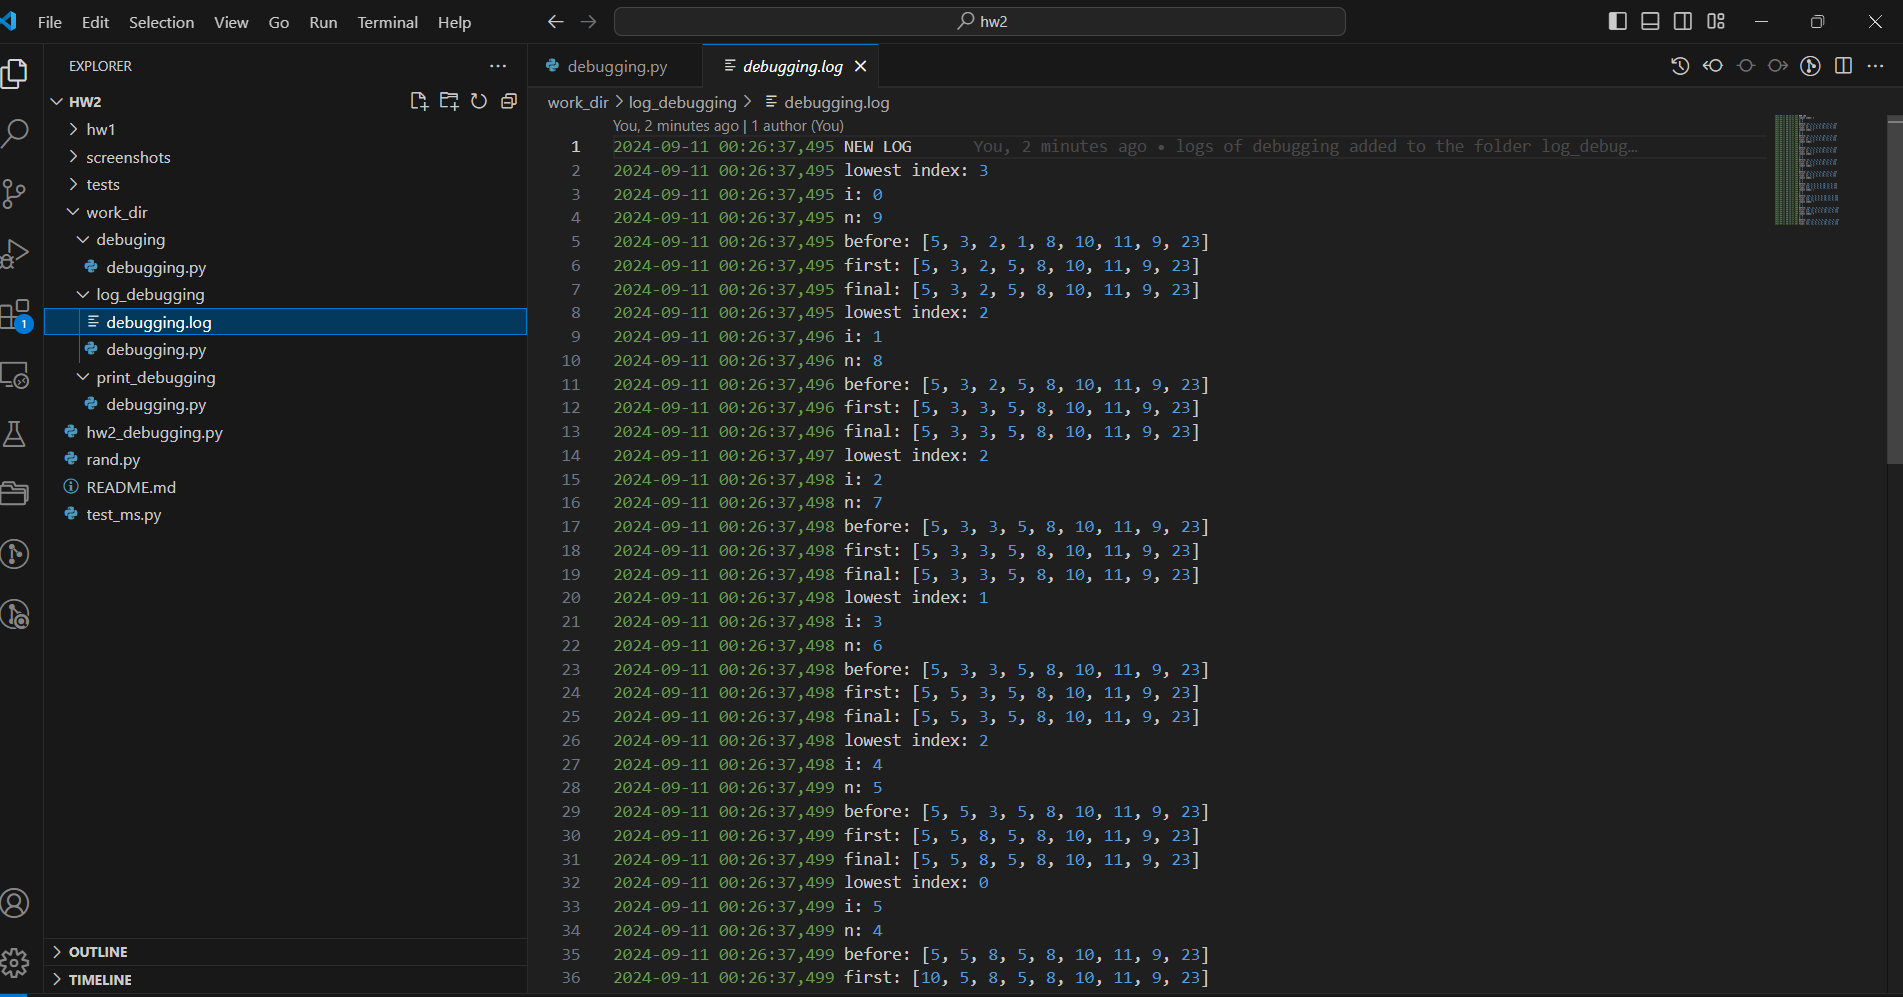 File Edit Selection View Go Run Terminal Help
hw2
EXPLORER
HW2
hw1
screenshots
tests
work_dir
debuging
debugging.py
log_debugging
debugging.log
debugging.py
print_debugging
debugging.py
hw2_debugging.py
rand.py
README.md
test_ms.py
1
OUTLINE
TIMELINE
debugging.py debugging.log
work_dir > log_debugging > debugging.log
You, 2 minutes ago | 1 author (You)
1 2024-09-11 00:26:37,495 NEW LOG You, 2 minutes ago • logs of debugging added to the folder log_debug…
2 2024-09-11 00:26:37,495 lowest index: 3
3 2024-09-11 00:26:37,495 i: 0
4 2024-09-11 00:26:37,495 n: 9
5 2024-09-11 00:26:37,495 before: [5, 3, 2, 1, 8, 10, 11, 9, 23]
6 2024-09-11 00:26:37,495 first: [5, 3, 2, 5, 8, 10, 11, 9, 23]
7 2024-09-11 00:26:37,495 final: [5, 3, 2, 5, 8, 10, 11, 9, 23]
8 2024-09-11 00:26:37,495 lowest index: 2
9 2024-09-11 00:26:37,496 i: 1
10 2024-09-11 00:26:37,496 n: 8
11 2024-09-11 00:26:37,496 before: [5, 3, 2, 5, 8, 10, 11, 9, 23]
12 2024-09-11 00:26:37,496 first: [5, 3, 3, 5, 8, 10, 11, 9, 23]
13 2024-09-11 00:26:37,496 final: [5, 3, 3, 5, 8, 10, 11, 9, 23]
14 2024-09-11 00:26:37,497 lowest index: 2
15 2024-09-11 00:26:37,498 i: 2
16 2024-09-11 00:26:37,498 n: 7
17 2024-09-11 00:26:37,498 before: [5, 3, 3, 5, 8, 10, 11, 9, 23]
18 2024-09-11 00:26:37,498 first: [5, 3, 3, 5, 8, 10, 11, 9, 23]
19 2024-09-11 00:26:37,498 final: [5, 3, 3, 5, 8, 10, 11, 9, 23]
20 2024-09-11 00:26:37,498 lowest index: 1
21 2024-09-11 00:26:37,498 i: 3
22 2024-09-11 00:26:37,498 n: 6
23 2024-09-11 00:26:37,498 before: [5, 3, 3, 5, 8, 10, 11, 9, 23]
24 2024-09-11 00:26:37,498 first: [5, 5, 3, 5, 8, 10, 11, 9, 23]
25 2024-09-11 00:26:37,498 final: [5, 5, 3, 5, 8, 10, 11, 9, 23]
26 2024-09-11 00:26:37,498 lowest index: 2
27 2024-09-11 00:26:37,498 i: 4
28 2024-09-11 00:26:37,499 n: 5
29 2024-09-11 00:26:37,499 before: [5, 5, 3, 5, 8, 10, 11, 9, 23]
30 2024-09-11 00:26:37,499 first: [5, 5, 8, 5, 8, 10, 11, 9, 23]
31 2024-09-11 00:26:37,499 final: [5, 5, 8, 5, 8, 10, 11, 9, 23]
32 2024-09-11 00:26:37,499 lowest index: 0
33 2024-09-11 00:26:37,499 i: 5
34 2024-09-11 00:26:37,499 n: 4
35 2024-09-11 00:26:37,499 before: [5, 5, 8, 5, 8, 10, 11, 9, 23]
36 2024-09-11 00:26:37,499 first: [10, 5, 8, 5, 8, 10, 11, 9, 23]